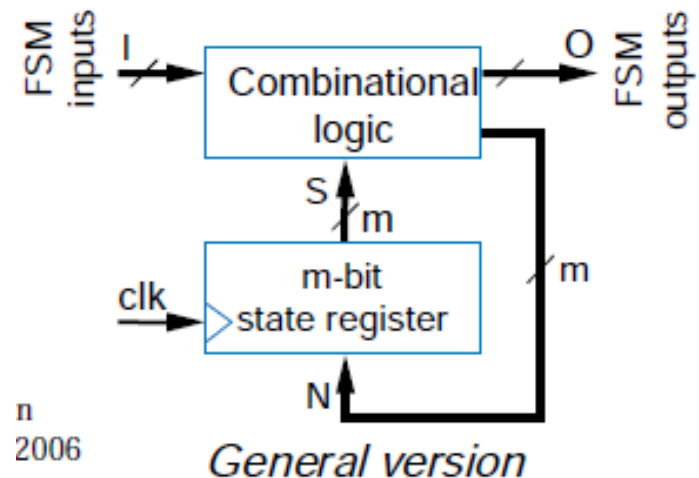 FSM
inputs
I
Combinational
logic
O
FSM
outputs
S
m
m
clk
m-bit
state register
N
n
2006
General version